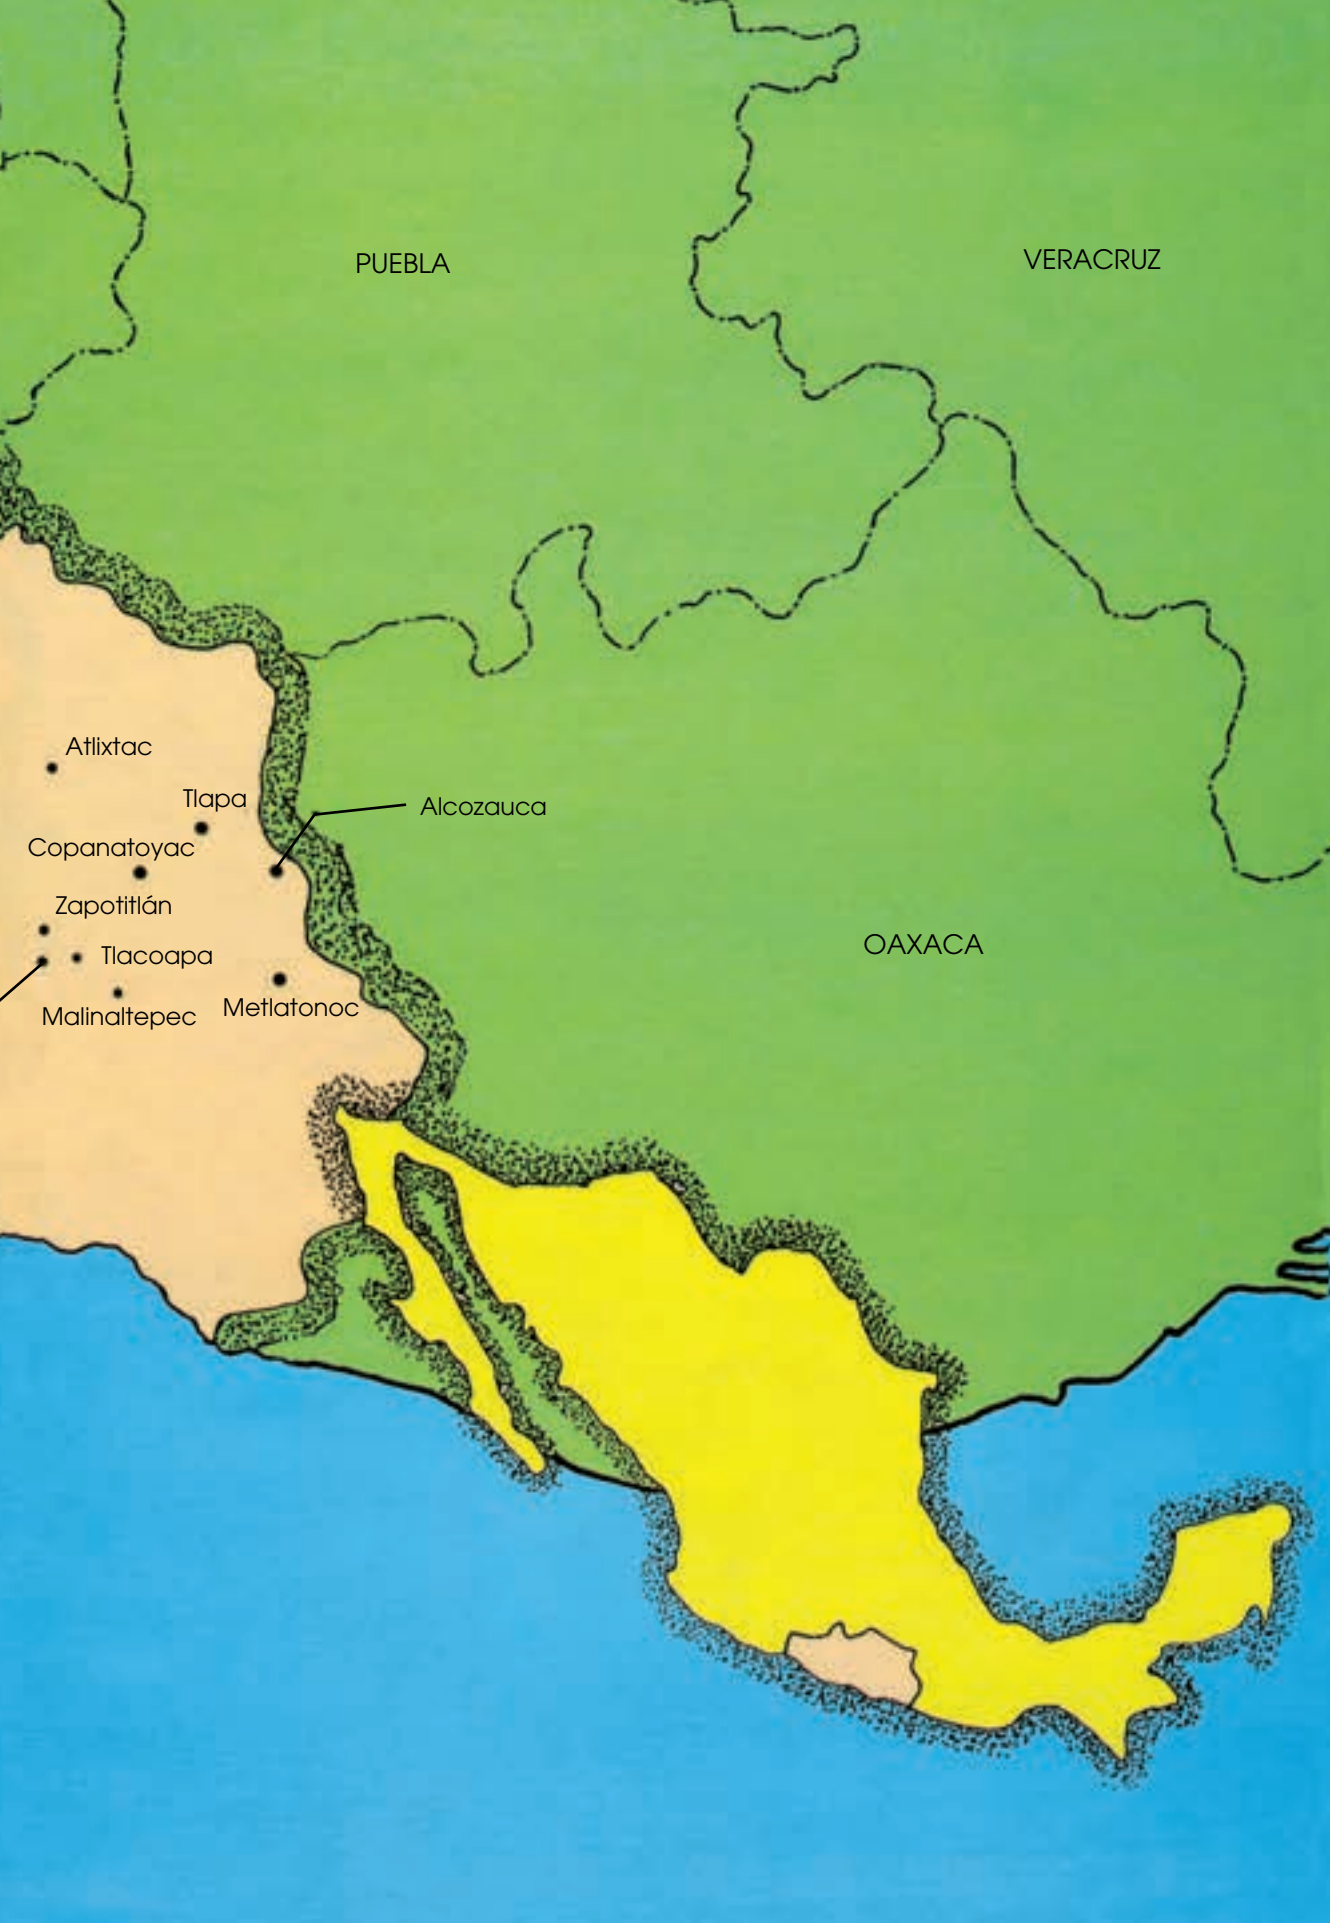 PUEBLA
VERACRUZ
Atlixtac
Tlapa
Alcozauca
Copanatoyac
Zapotitlán
OAXACA
Tlacoapa
Metlatonoc
Malinaltepec